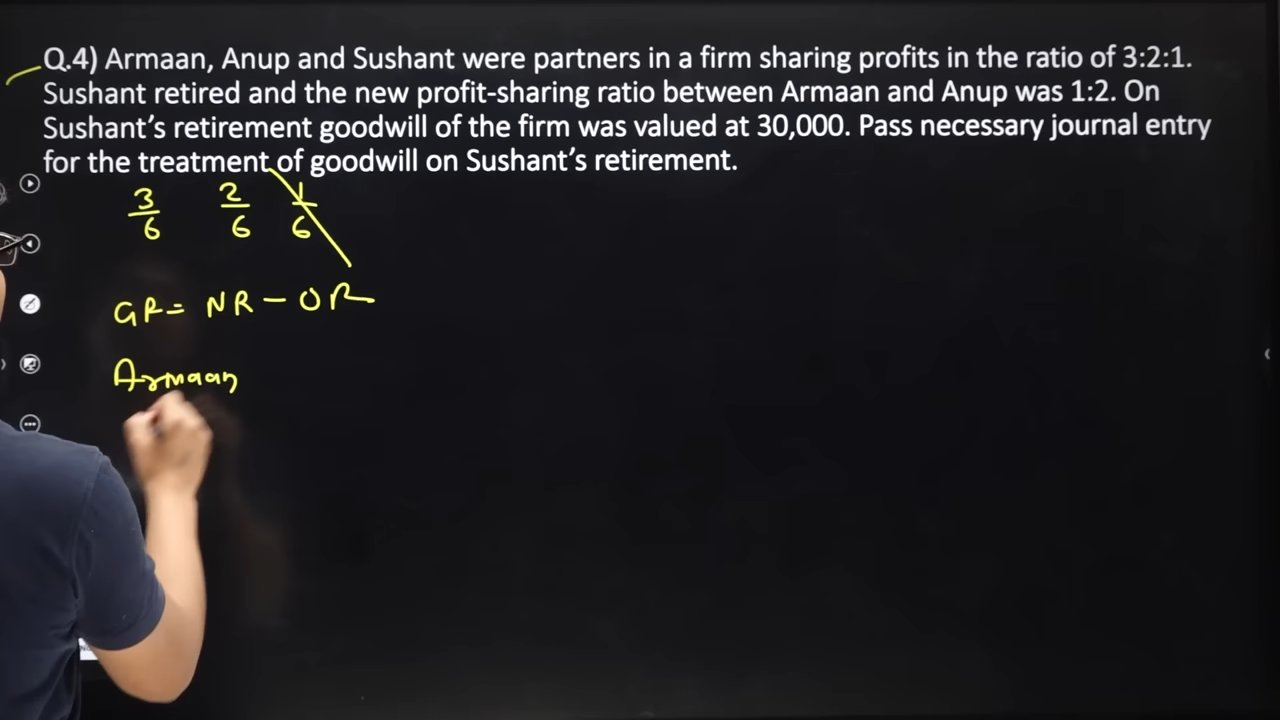 Q.4) Armaan, Anup and Sushant were partners in a firm sharing profits in the ratio of 3:2:1.
Sushant retired and the new profit-sharing ratio between Armaan and Anup was 1:2. On
Sushant's retirement goodwill of the firm was valued at 30,000. Pass necessary journal entry
for the treatment of goodwill on Sushant's retirement.
3/6 2/6 1/6
GR = NR - OR
Armaan